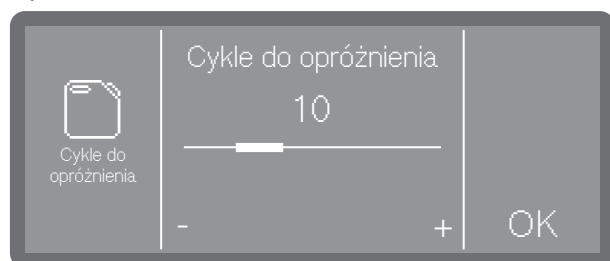 Cykle do
opróżnienia
Cykle do opróżnienia
10
- +
OK